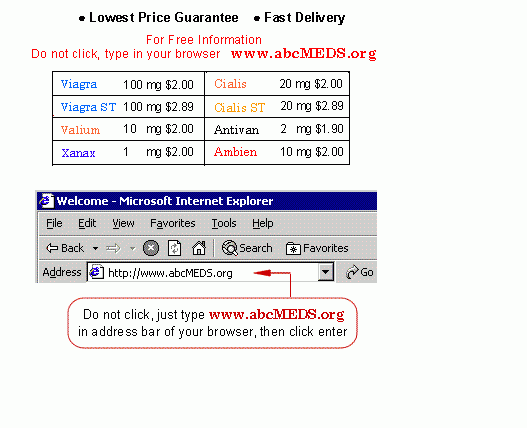 ● Lowest Price Guarantee ● Fast Delivery
For Free Information
Do not click, type in your browser www.abcMEDS.org
Viagra 100 mg $2.00 Cialis 20 mg $2.00
Viagra ST 100 mg $2.89 Cialis ST 20 mg $2.89
Valium 10 mg $2.00 Antivan 2 mg $1.90
Xanax 1 mg $2.00 Ambien 10 mg $2.00
Welcome - Microsoft Internet Explorer
File Edit View Favorites Tools Help
Back Search Favorites
Address http://www.abcMEDS.org Go
Do not click, just type www.abcMEDS.org
in address bar of your browser, then click enter